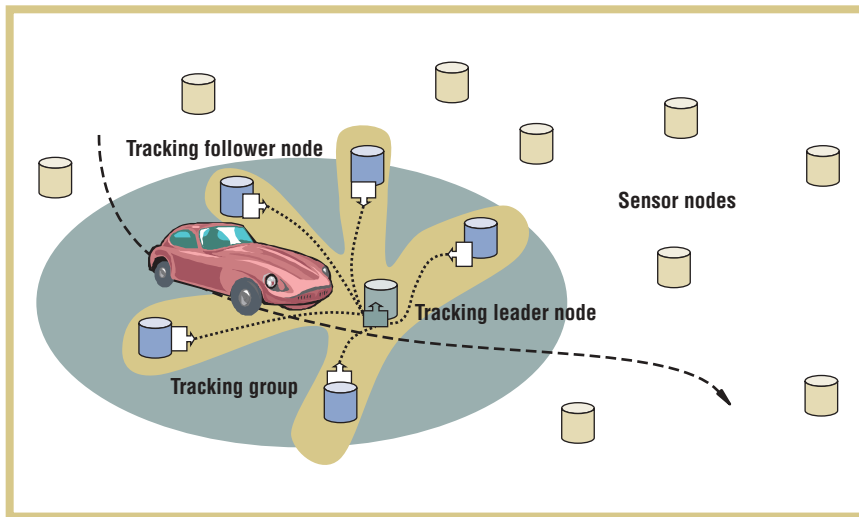 Tracking follower node
Sensor nodes
Tracking leader node
Tracking group